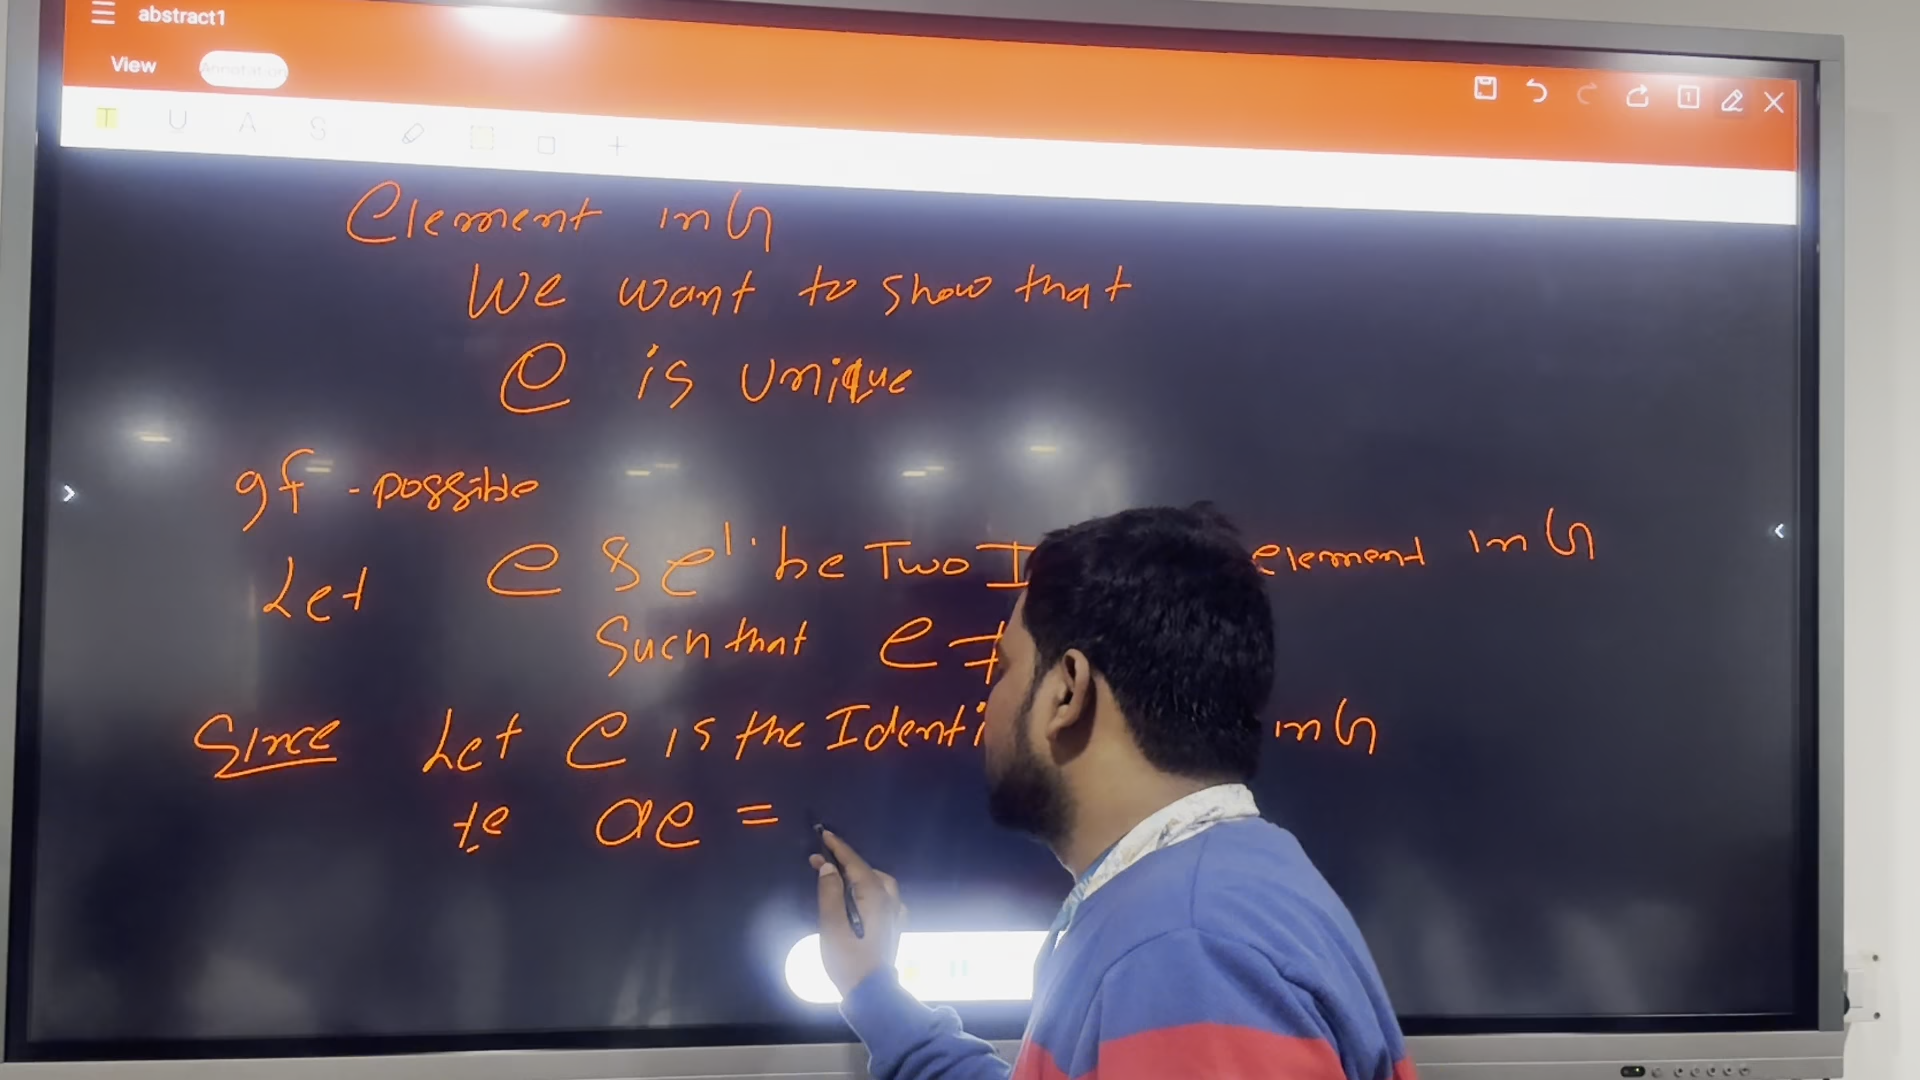 abstract1
View Annotation
T U A S
Element in G
We want to show that
e is unique
If possible
Let e & e' be Two I element in G
Such that e ≠
Since Let e is the Identi in G
ie ae =